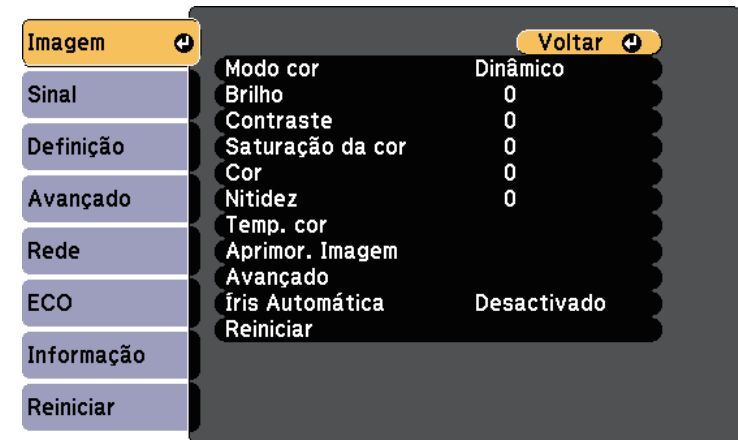 Imagem
Sinal
Definição
Avançado
Rede
ECO
Informação
Reiniciar
Voltar
Modo cor Dinâmico
Brilho 0
Contraste 0
Saturação da cor 0
Cor 0
Nitidez 0
Temp. cor
Aprimor. Imagem
Avançado
Íris Automática Desactivado
Reiniciar